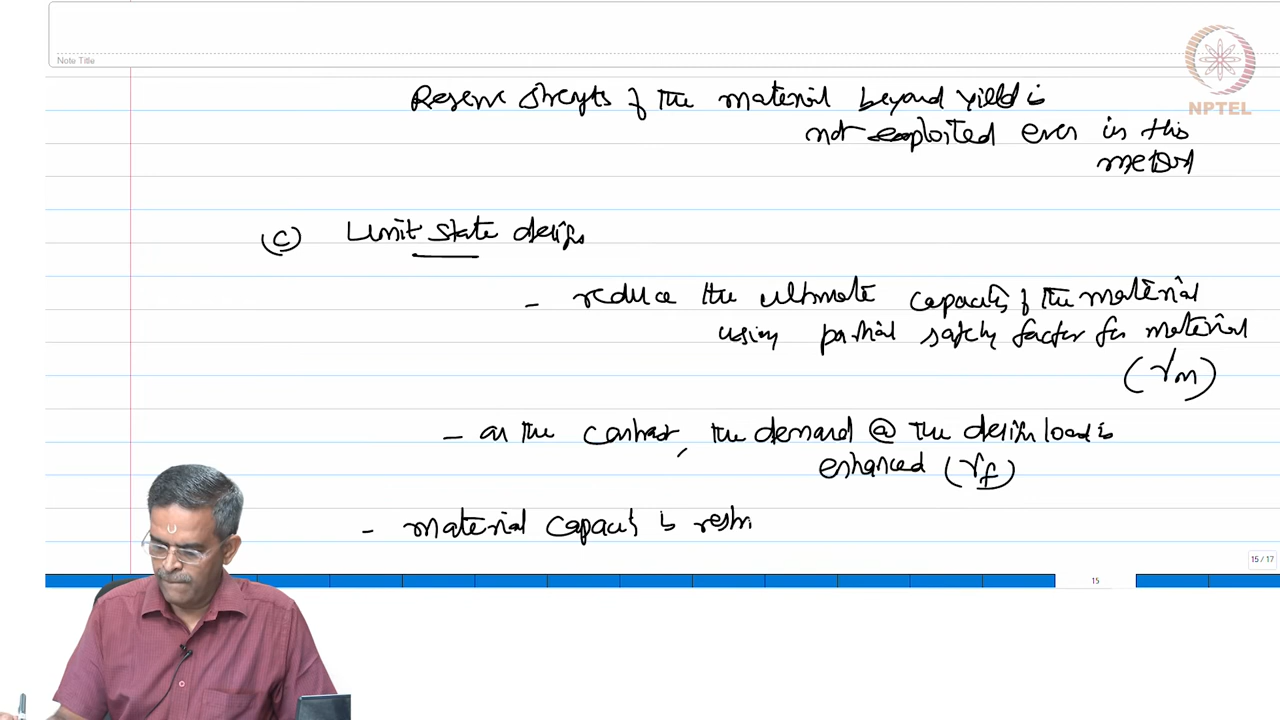 Note Title
NPTEL
Reserve strength of the material beyond yield is
not exploited even in this
method
(c) Limit state design
- reduce the ultimate capacity of the material
using partial safety factor for material
(γm)
- on the contrast, the demand @ the design load is
enhanced (γf)
- material capacity is restri
15 / 17
15